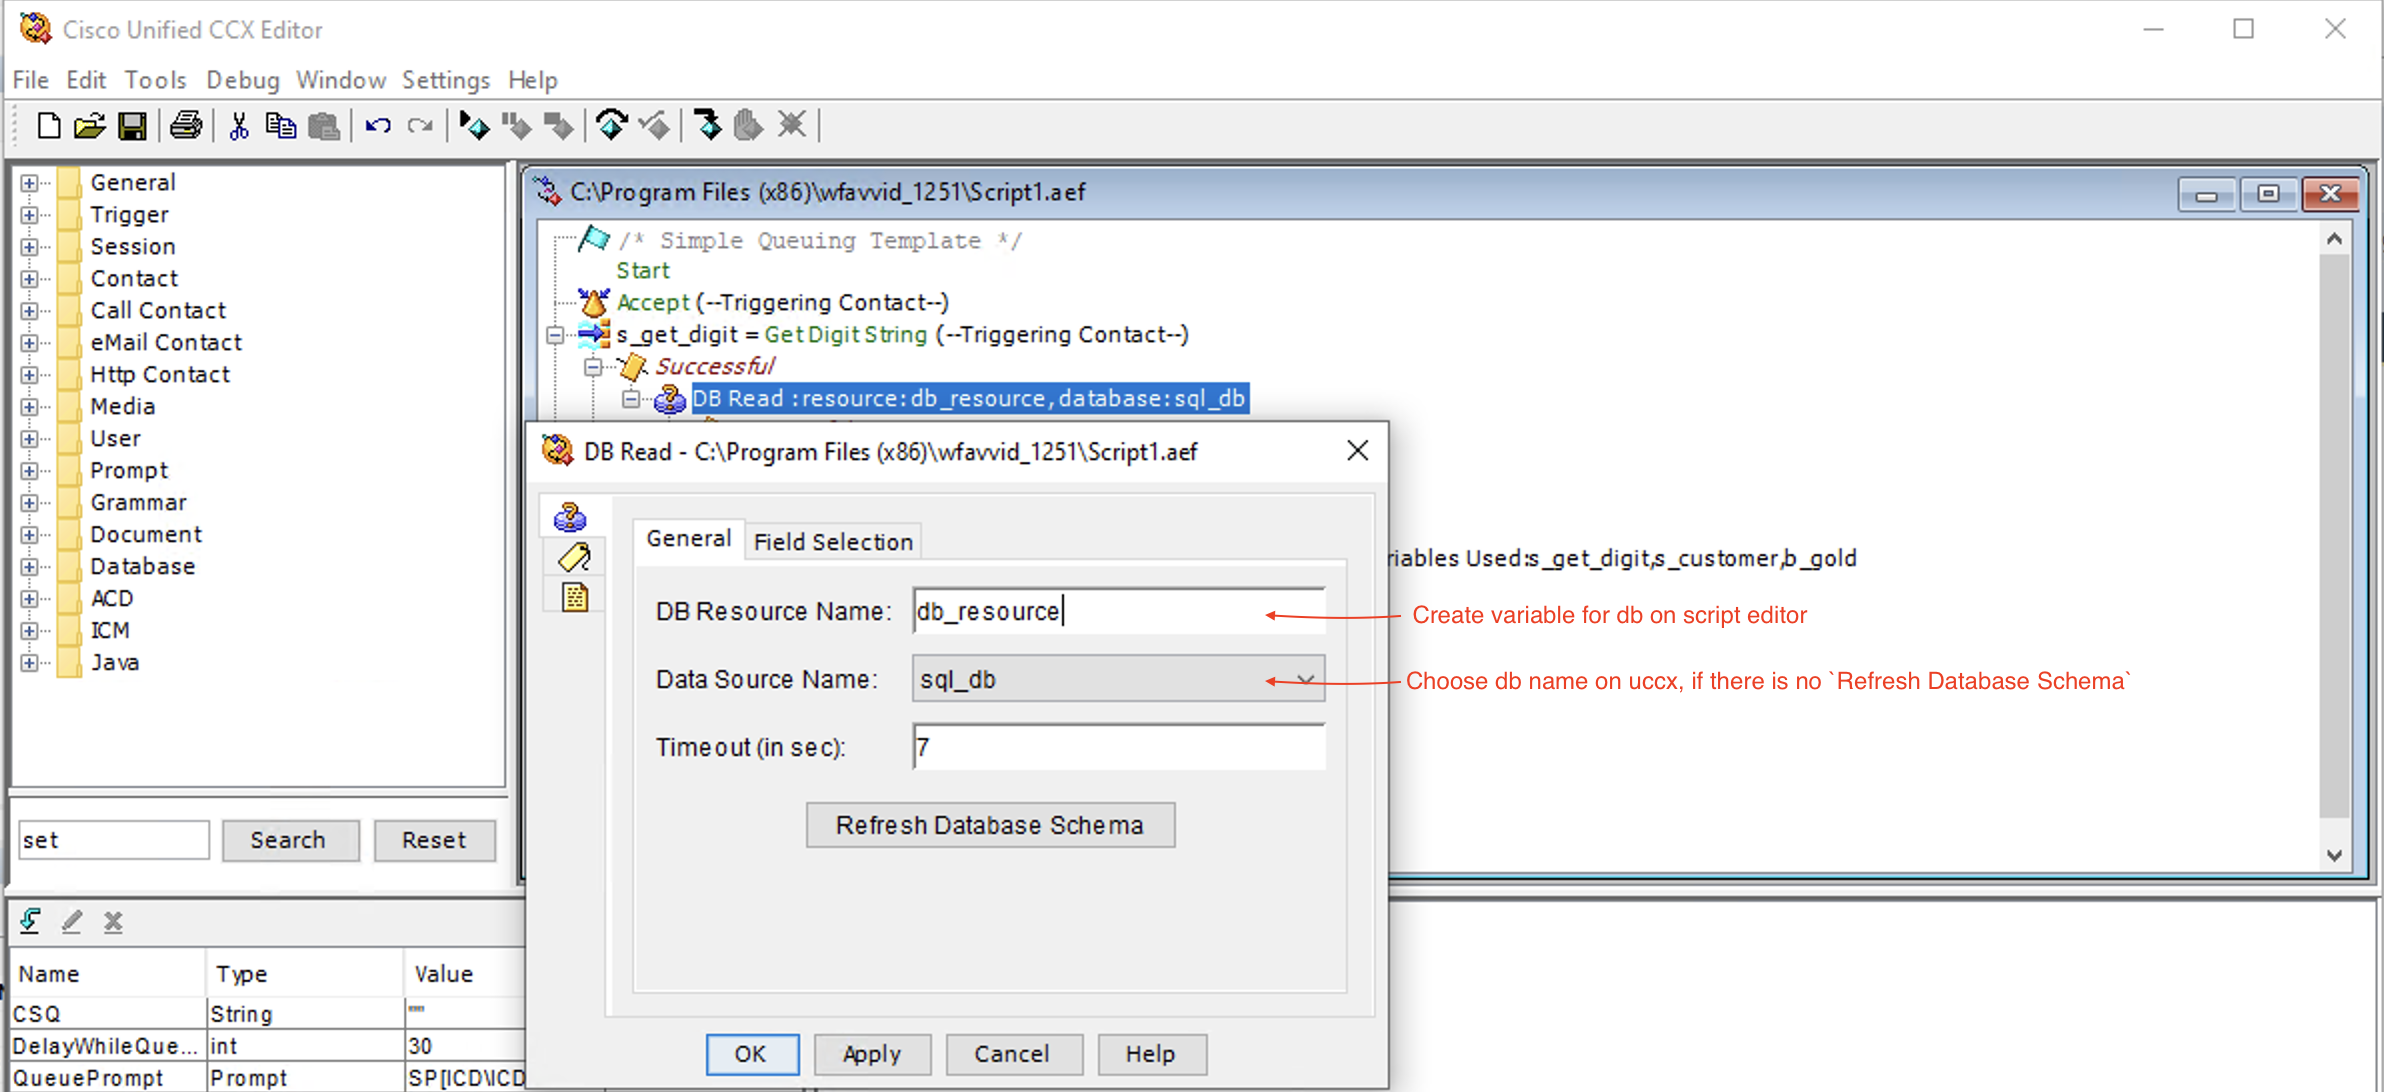 Cisco Unified CCX Editor
File Edit Tools Debug Window Settings Help
General
Trigger
Session
Contact
Call Contact
eMail Contact
Http Contact
Media
User
Prompt
Grammar
Document
Database
ACD
ICM
Java
set Search Reset
Name Type Value
CSQ String ""
DelayWhileQue... int 30
QueuePrompt Prompt SP[ICD\ICD
C:\Program Files (x86)\wfavvid_1251\Script1.aef
/* Simple Queuing Template */
Start
Accept (--Triggering Contact--)
s_get_digit = Get Digit String (--Triggering Contact--)
Successful
DB Read :resource:db_resource, database:sql_db
riables Used:s_get_digit,s_customer,b_gold
DB Read - C:\Program Files (x86)\wfavvid_1251\Script1.aef
General Field Selection
DB Resource Name: db_resource
Create variable for db on script editor
Data Source Name: sql_db
Choose db name on uccx, if there is no `Refresh Database Schema`
Timeout (in sec): 7
Refresh Database Schema
OK Apply Cancel Help